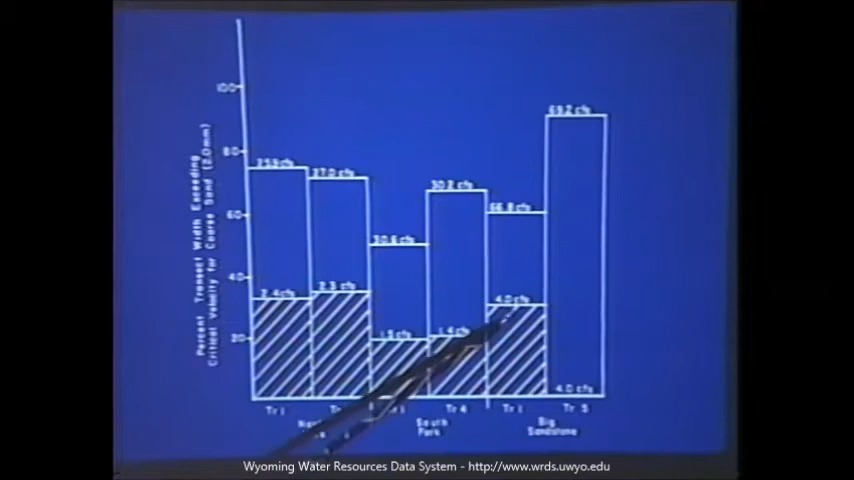 100
80
60
40
20
Percent Transect Width Exceeding
Critical Velocity for Coarse Sand (2.0mm)
25.9 cfs
27.0 cfs
30.6 cfs
30.2 cfs
66.8 cfs
69.2 cfs
2.4 cfs
2.3 cfs
1.5 cfs
1.4 cfs
4.0 cfs
4.0 cfs
Tr 1
Tr 4
Tr 1
Tr 5
South
Park
Big
Sandstone
Wyoming Water Resources Data System - http://www.wrds.uwyo.edu